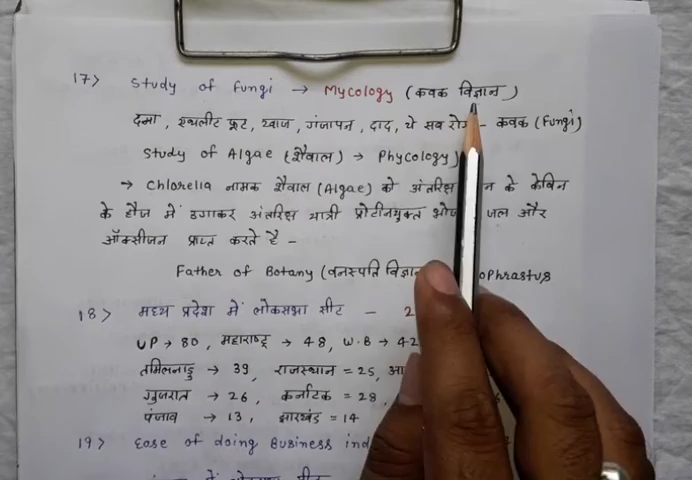 17> Study of Fungi → Mycology (कवक विज्ञान)
दमा, एथलीट फूट, खाज, गंजापन, दाद, ये सब रोग - कवक (Fungi)
Study of Algae (शैवाल) → Phycology)
→ Chlorella नामक शैवाल (Algae) को अंतरिक्ष न के केबिन
के हौज में उगाकर अंतरिक्ष यात्री प्रोटीनयुक्त जल और
ऑक्सीजन प्राप्त करते है -
Father of Botany (वनस्पति विज्ञान ophrastus
18> मध्य प्रदेश में लोकसभा सीट - 2
UP → 80, महाराष्ट्र → 48, W.B → 42
तमिलनाडु → 39, राजस्थान = 25, आ
गुजरात → 26, कर्नाटक = 28, 6
पंजाब → 13, झारखंड = 14
19> Ease of doing Business ind